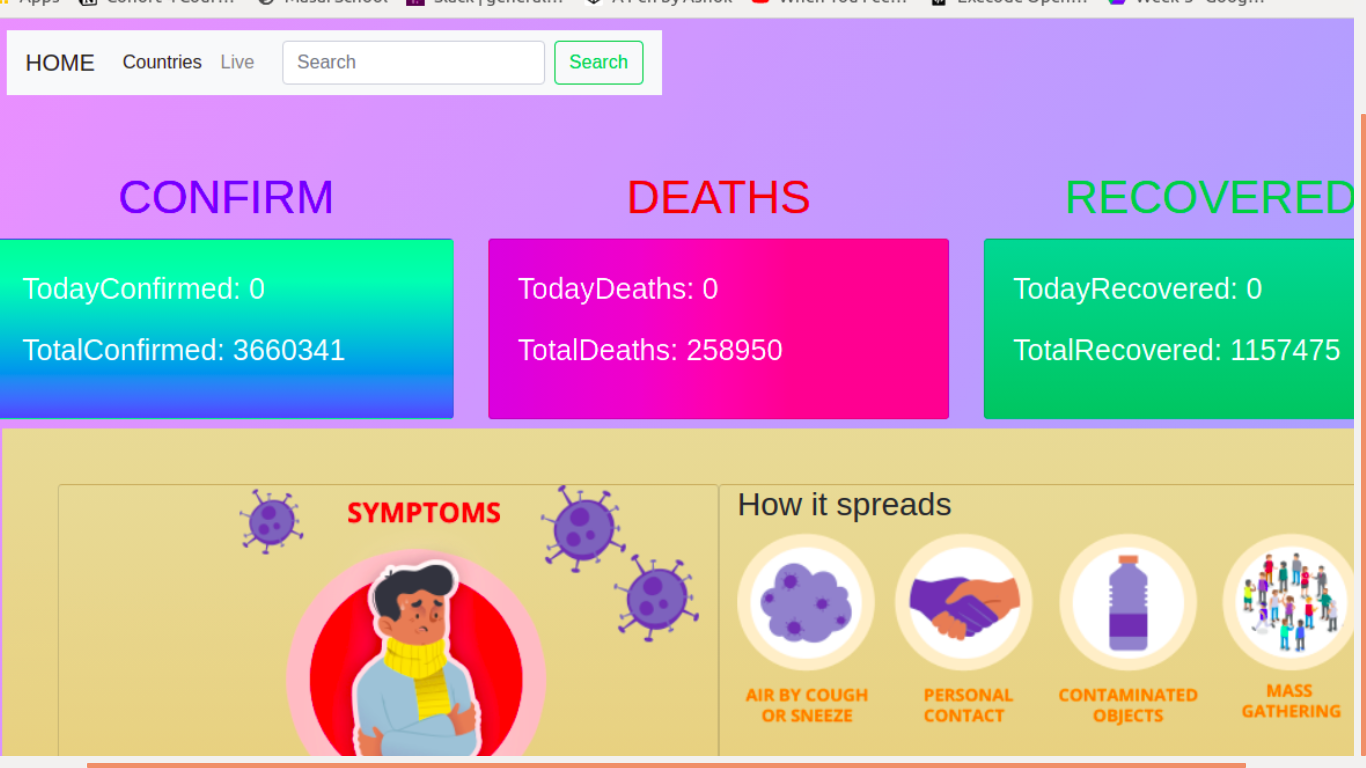 Apps
HOME Countries Live Search Search
CONFIRM
DEATHS
RECOVERED
TodayConfirmed: 0
TotalConfirmed: 3660341
TodayDeaths: 0
TotalDeaths: 258950
TodayRecovered: 0
TotalRecovered: 1157475
SYMPTOMS
How it spreads
AIR BY COUGH
OR SNEEZE
PERSONAL
CONTACT
CONTAMINATED
OBJECTS
MASS
GATHERING